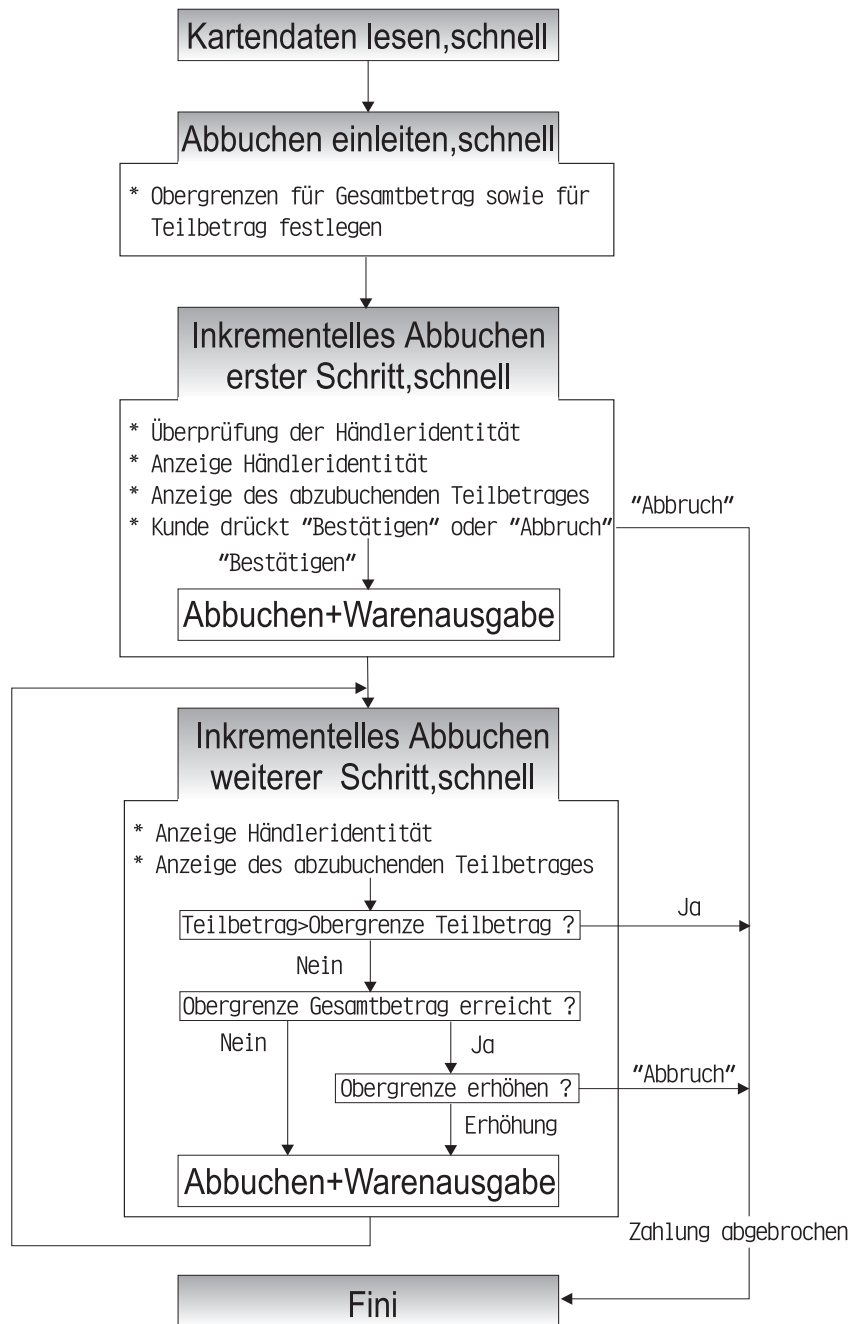 Kartendaten lesen,schnell
Abbuchen einleiten,schnell
* Obergrenzen für Gesamtbetrag sowie für
Teilbetrag festlegen
Inkrementelles Abbuchen
erster Schritt,schnell
* Überprüfung der Händleridentität
* Anzeige Händleridentität
* Anzeige des abzubuchenden Teilbetrages
* Kunde drückt "Bestätigen" oder "Abbruch"
"Abbruch"
"Bestätigen"
Abbuchen+Warenausgabe
Inkrementelles Abbuchen
weiterer Schritt,schnell
* Anzeige Händleridentität
* Anzeige des abzubuchenden Teilbetrages
Teilbetrag>Obergrenze Teilbetrag ?
Ja
Nein
Obergrenze Gesamtbetrag erreicht ?
Nein
Ja
Obergrenze erhöhen ?
"Abbruch"
Erhöhung
Abbuchen+Warenausgabe
Zahlung abgebrochen
Fini